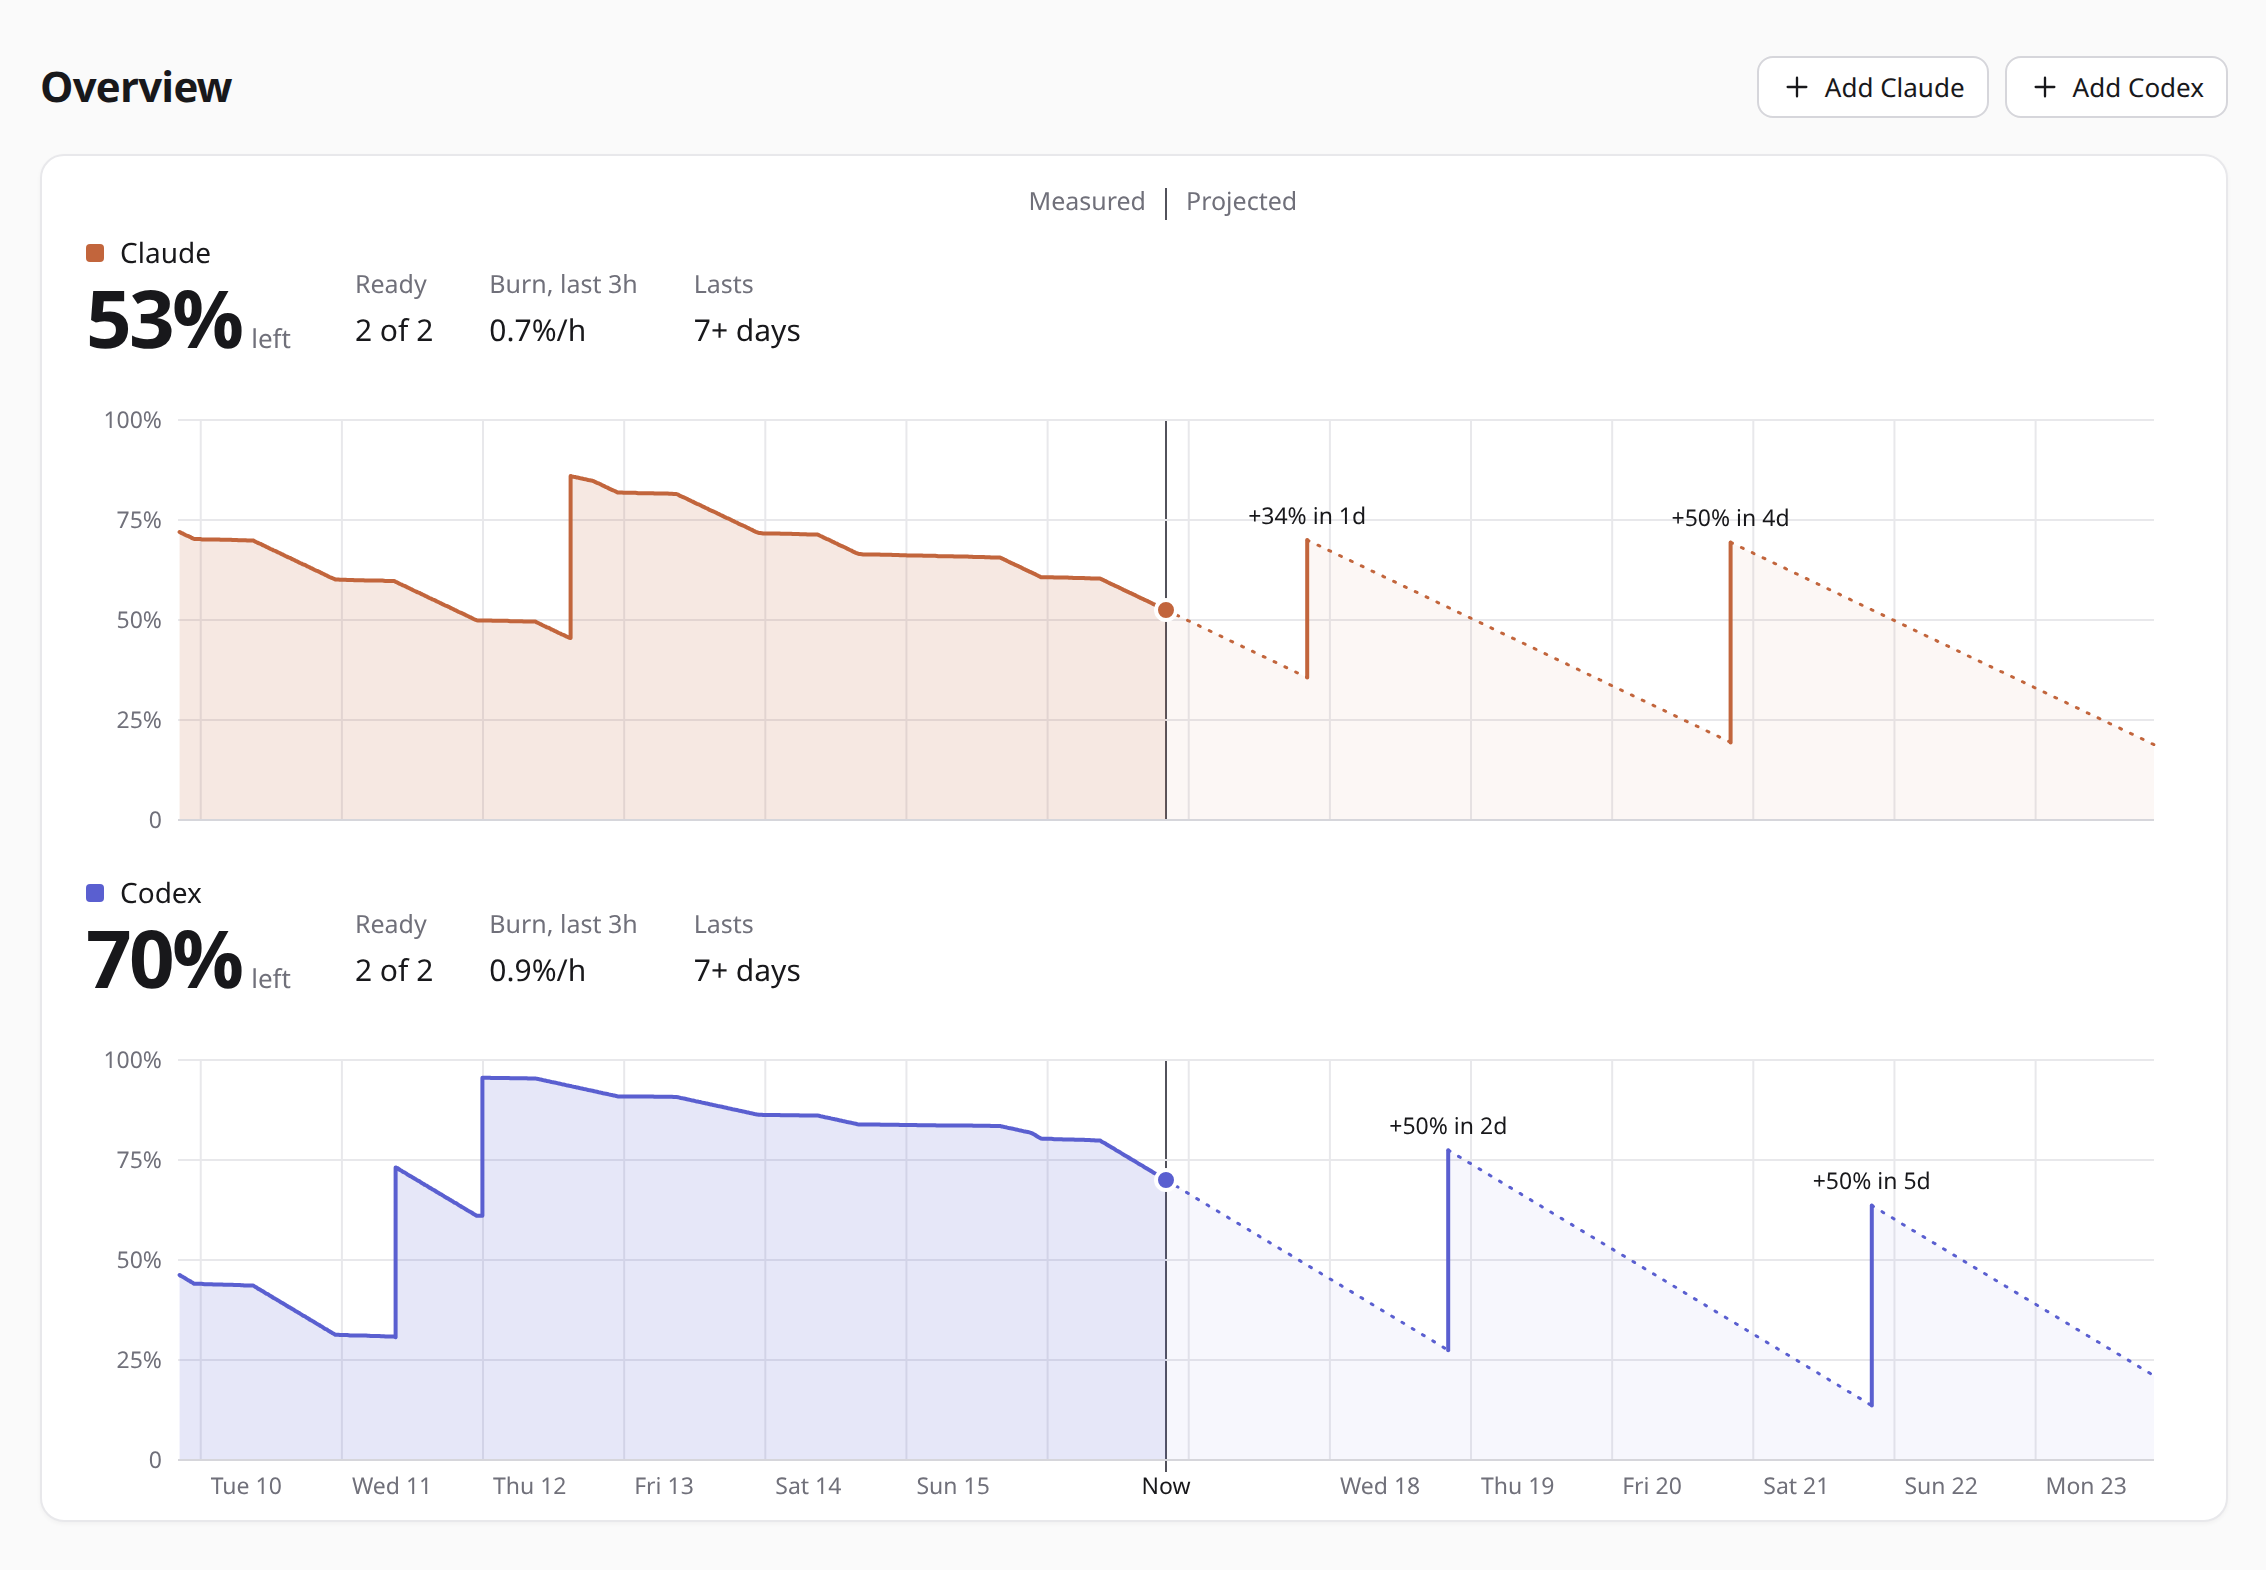 Overview
+ Add Claude
+ Add Codex
Measured | Projected
Claude
53% left
Ready
2 of 2
Burn, last 3h
0.7%/h
Lasts
7+ days
100%
75%
50%
25%
0
+34% in 1d
+50% in 4d
Codex
70% left
Ready
2 of 2
Burn, last 3h
0.9%/h
Lasts
7+ days
100%
75%
50%
25%
0
+50% in 2d
+50% in 5d
Tue 10 Wed 11 Thu 12 Fri 13 Sat 14 Sun 15 Now Wed 18 Thu 19 Fri 20 Sat 21 Sun 22 Mon 23